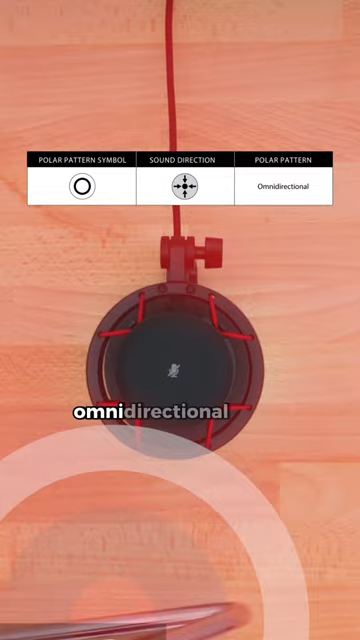 POLAR PATTERN SYMBOL SOUND DIRECTION POLAR PATTERN
Omnidirectional
omnidirectional